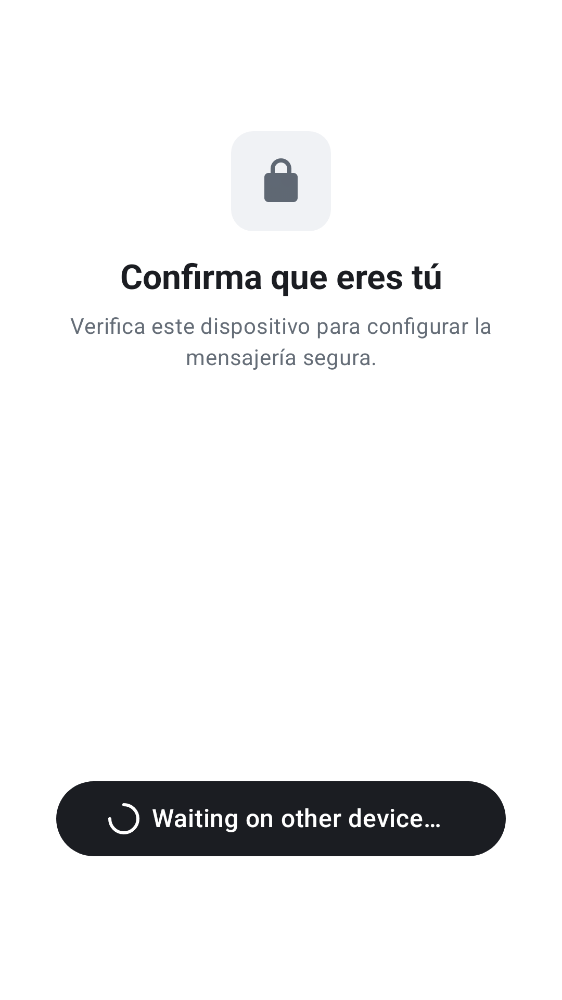 Confirma que eres tú
Verifica este dispositivo para configurar la
mensajería segura.
Waiting on other device…